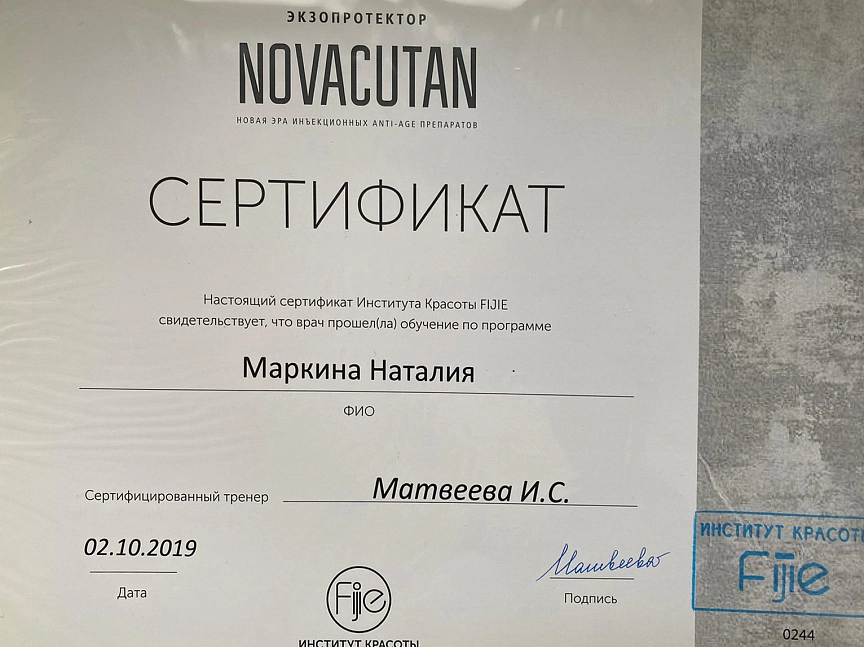 ЭКЗОПРОТЕКТОР
NOVACUTAN
НОВАЯ ЭРА ИНЪЕКЦИОННЫХ ANTI-AGE ПРЕПАРАТОВ
СЕРТИФИКАТ
Настоящий сертификат Института Красоты FIJIE
свидетельствует, что врач прошел(ла) обучение по программе
Маркина Наталия
ФИО
Сертифицированный тренер Матвеева И.С.
02.10.2019
Дата
Матвеева
Подпись
Fijie
ИНСТИТУТ КРАСОТЫ
ИНСТИТУТ КРАСОТЫ
Fijie
0244